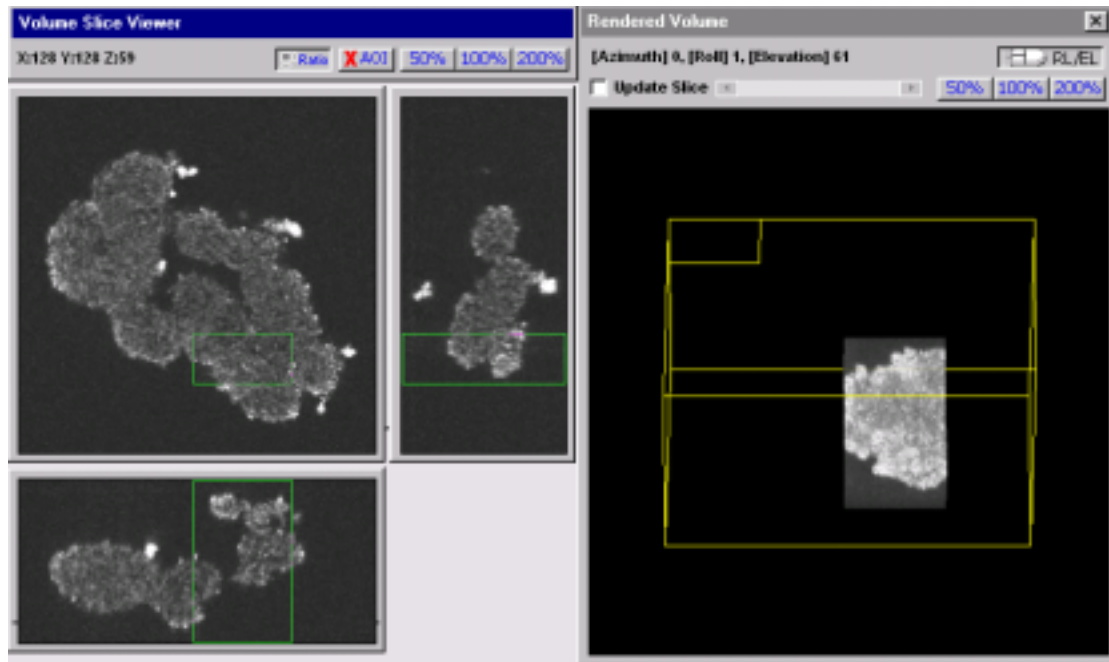 Volume Slice Viewer
X:128 Y:128 Z:59
Ratio
X AOI
50% 100% 200%
Rendered Volume
[Azimuth] 0, [Roll] 1, [Elevation] 61
RL/EL
Update Slice
50% 100% 200%